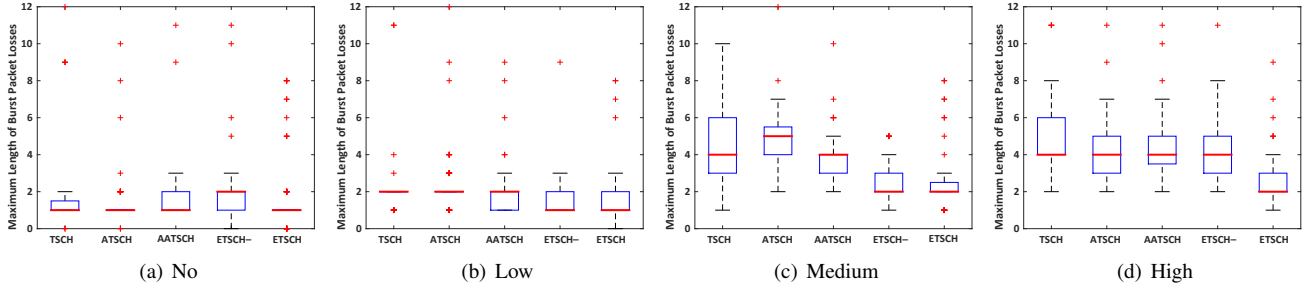 Maximum Length of Burst Packet Losses
12
10
8
6
4
2
0
TSCH ATSCH AATSCH ETSCH− ETSCH
(a) No
Maximum Length of Burst Packet Losses
12
10
8
6
4
2
0
TSCH ATSCH AATSCH ETSCH− ETSCH
(b) Low
Maximum Length of Burst Packet Losses
12
10
8
6
4
2
0
TSCH ATSCH AATSCH ETSCH− ETSCH
(c) Medium
Maximum Length of Burst Packet Losses
12
10
8
6
4
2
0
TSCH ATSCH AATSCH ETSCH− ETSCH
(d) High